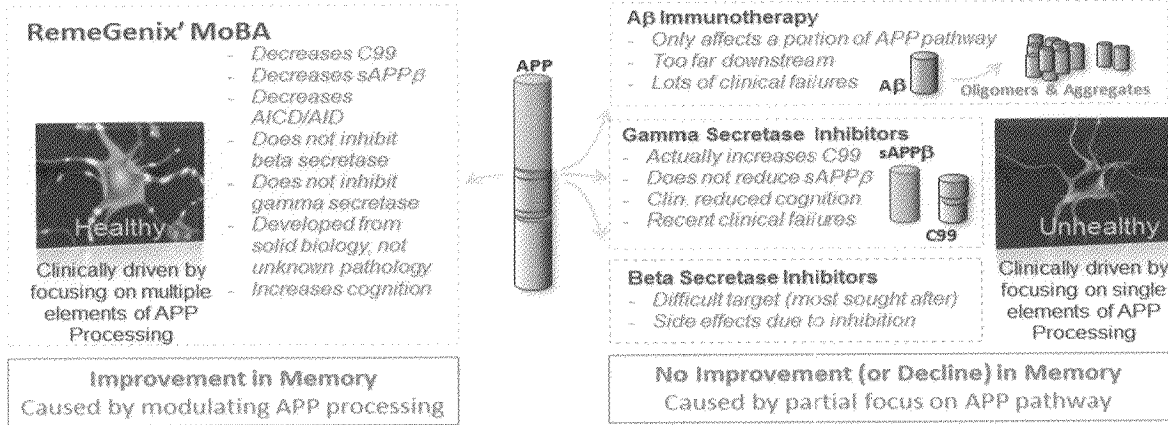 RemeGenix' MoBA
- Decreases C99
- Decreases sAPPβ
- Decreases
AICD/AID
- Does not inhibit
beta secretase
- Does not inhibit
gamma secretase
- Developed from
solid biology, not
unknown pathology
- Increases cognition
Healthy
Clinically driven by
focusing on multiple
elements of APP
Processing
Improvement in Memory
Caused by modulating APP processing
APP
Aβ Immunotherapy
- Only affects a portion of APP pathway
- Too far downstream
- Lots of clinical failures
Aβ
Oligomers & Aggregates
Gamma Secretase Inhibitors
- Actually increases C99
- Does not reduce sAPPβ
- Clin. reduced cognition
- Recent clinical failures
sAPPβ
C99
Beta Secretase Inhibitors
- Difficult target (most sought after)
- Side effects due to inhibition
Unhealthy
Clinically driven by
focusing on single
elements of APP
Processing
No Improvement (or Decline) in Memory
Caused by partial focus on APP pathway